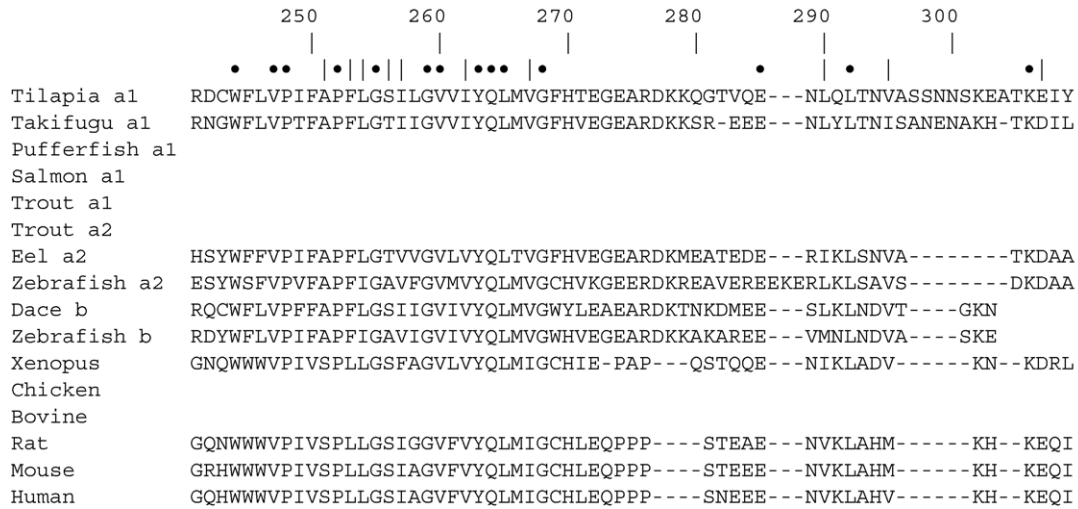 250 260 270 280 290 300
Tilapia a1 RDCWFLVPIFAPFLGSILGVVIYQLMVGFHTEGEARDKKQGTVQE---NLQLTNVASSNNSKEATKEIY
Takifugu a1 RNGWFLVPTFAPFLGTIIGVVIYQLMVGFHVEGEARDKKSR-EEE---NLYLTNISANENAKH-TKDIL
Pufferfish a1
Salmon a1
Trout a1
Trout a2
Eel a2 HSYWFFVPIFAPFLGTVVGVLVYQLTVGFHVEGEARDKMEATEDE---RIKLSNVA--------TKDAA
Zebrafish a2 ESYWSFVPVFAPFIGAVFGVMVYQLMVGCHVKGEERDKREAVEREEKERLKLSAVS--------DKDAA
Dace b RQCWFLVPFFAPFLGSIIGVIVYQLMVGWYLEAEARDKTNKDMEE---SLKLNDVT----GKN
Zebrafish b RDYWFLVPIFAPFIGAVIGVIVYQLMIGWHVEGEARDKKAKAREE---VMNLNDVA----SKE
Xenopus GNQWWWVPIVSPLLGSFAGVLVYQLMIGCHIE-PAP---QSTQQE---NIKLADV------KN--KDRL
Chicken
Bovine
Rat GQNWWWVPIVSPLLGSIGGVFVYQLMIGCHLEQPPP----STEAE---NVKLAHM------KH--KEQI
Mouse GRHWWWVPIVSPLLGSIAGVFVYQLMIGCHLEQPPP----STEEE---NVKLAHM------KH--KEQI
Human GQHWWWVPIVSPLLGSIAGVFVYQLMIGCHLEQPPP----SNEEE---NVKLAHV------KH--KEQI